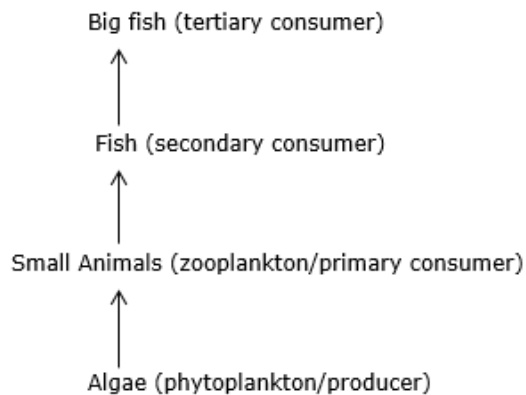 Big fish (tertiary consumer)
Fish (secondary consumer)
Small Animals (zooplankton/primary consumer)
Algae (phytoplankton/producer)